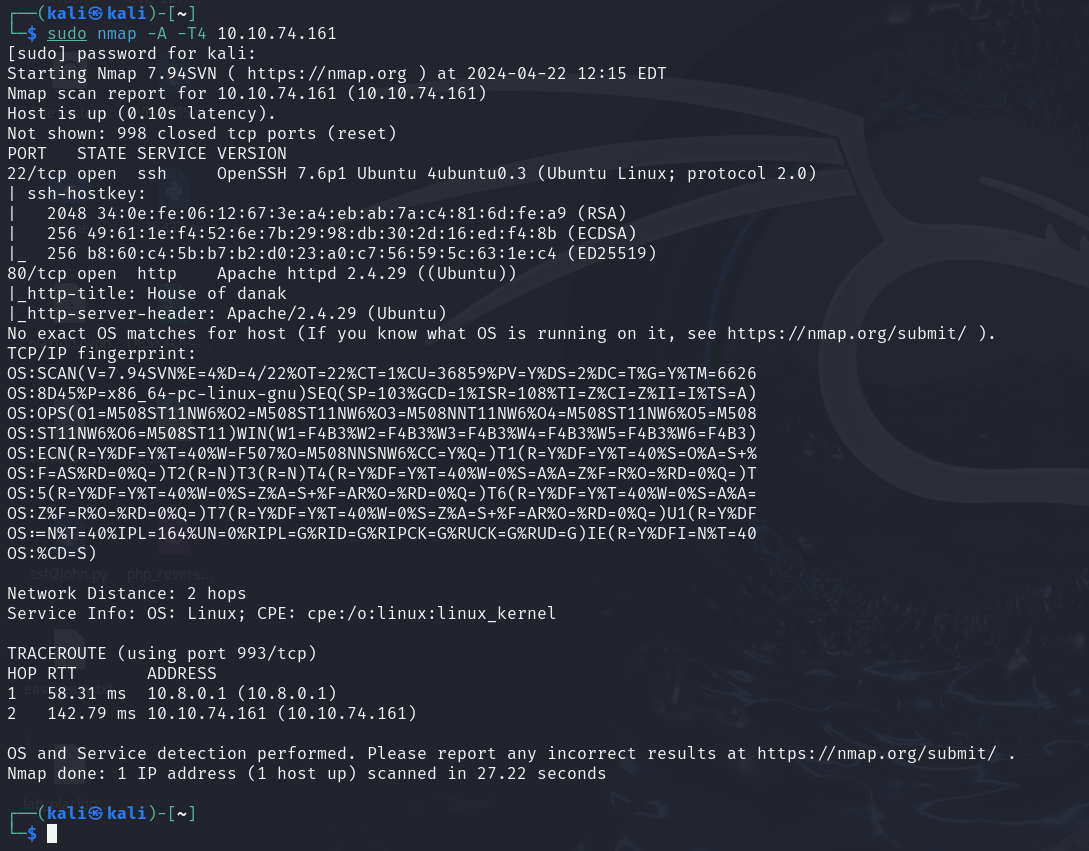 ┌──(kali㉿kali)-[~]
└─$ sudo nmap -A -T4 10.10.74.161
[sudo] password for kali:
Starting Nmap 7.94SVN ( https://nmap.org ) at 2024-04-22 12:15 EDT
Nmap scan report for 10.10.74.161 (10.10.74.161)
Host is up (0.10s latency).
Not shown: 998 closed tcp ports (reset)
PORT   STATE SERVICE VERSION
22/tcp open  ssh     OpenSSH 7.6p1 Ubuntu 4ubuntu0.3 (Ubuntu Linux; protocol 2.0)
| ssh-hostkey:
|   2048 34:0e:fe:06:12:67:3e:a4:eb:ab:7a:c4:81:6d:fe:a9 (RSA)
|   256 49:61:1e:f4:52:6e:7b:29:98:db:30:2d:16:ed:f4:8b (ECDSA)
|_  256 b8:60:c4:5b:b7:b2:d0:23:a0:c7:56:59:5c:63:1e:c4 (ED25519)
80/tcp open  http    Apache httpd 2.4.29 ((Ubuntu))
|_http-title: House of danak
|_http-server-header: Apache/2.4.29 (Ubuntu)
No exact OS matches for host (If you know what OS is running on it, see https://nmap.org/submit/ ).
TCP/IP fingerprint:
OS:SCAN(V=7.94SVN%E=4%D=4/22%OT=22%CT=1%CU=36859%PV=Y%DS=2%DC=T%G=Y%TM=6626
OS:8D45%P=x86_64-pc-linux-gnu)SEQ(SP=103%GCD=1%ISR=108%TI=Z%CI=Z%II=I%TS=A)
OS:OPS(O1=M508ST11NW6%O2=M508ST11NW6%O3=M508NNT11NW6%O4=M508ST11NW6%O5=M508
OS:ST11NW6%O6=M508ST11)WIN(W1=F4B3%W2=F4B3%W3=F4B3%W4=F4B3%W5=F4B3%W6=F4B3)
OS:ECN(R=Y%DF=Y%T=40%W=F507%O=M508NNSNW6%CC=Y%Q=)T1(R=Y%DF=Y%T=40%S=O%A=S+%
OS:F=AS%RD=0%Q=)T2(R=N)T3(R=N)T4(R=Y%DF=Y%T=40%W=0%S=A%A=Z%F=R%O=%RD=0%Q=)T
OS:5(R=Y%DF=Y%T=40%W=0%S=Z%A=S+%F=AR%O=%RD=0%Q=)T6(R=Y%DF=Y%T=40%W=0%S=A%A=
OS:Z%F=R%O=%RD=0%Q=)T7(R=Y%DF=Y%T=40%W=0%S=Z%A=S+%F=AR%O=%RD=0%Q=)U1(R=Y%DF
OS:=N%T=40%IPL=164%UN=0%RIPL=G%RID=G%RIPCK=G%RUCK=G%RUD=G)IE(R=Y%DFI=N%T=40
OS:%CD=S)
ssh2john.py php_revers...
Network Distance: 2 hops
Service Info: OS: Linux; CPE: cpe:/o:linux:linux_kernel
TRACEROUTE (using port 993/tcp)
HOP RTT       ADDRESS
1   58.31 ms  10.8.0.1 (10.8.0.1)
2   142.79 ms 10.10.74.161 (10.10.74.161)
OS and Service detection performed. Please report any incorrect results at https://nmap.org/submit/ .
Nmap done: 1 IP address (1 host up) scanned in 27.22 seconds
┌──(kali㉿kali)-[~]
└─$